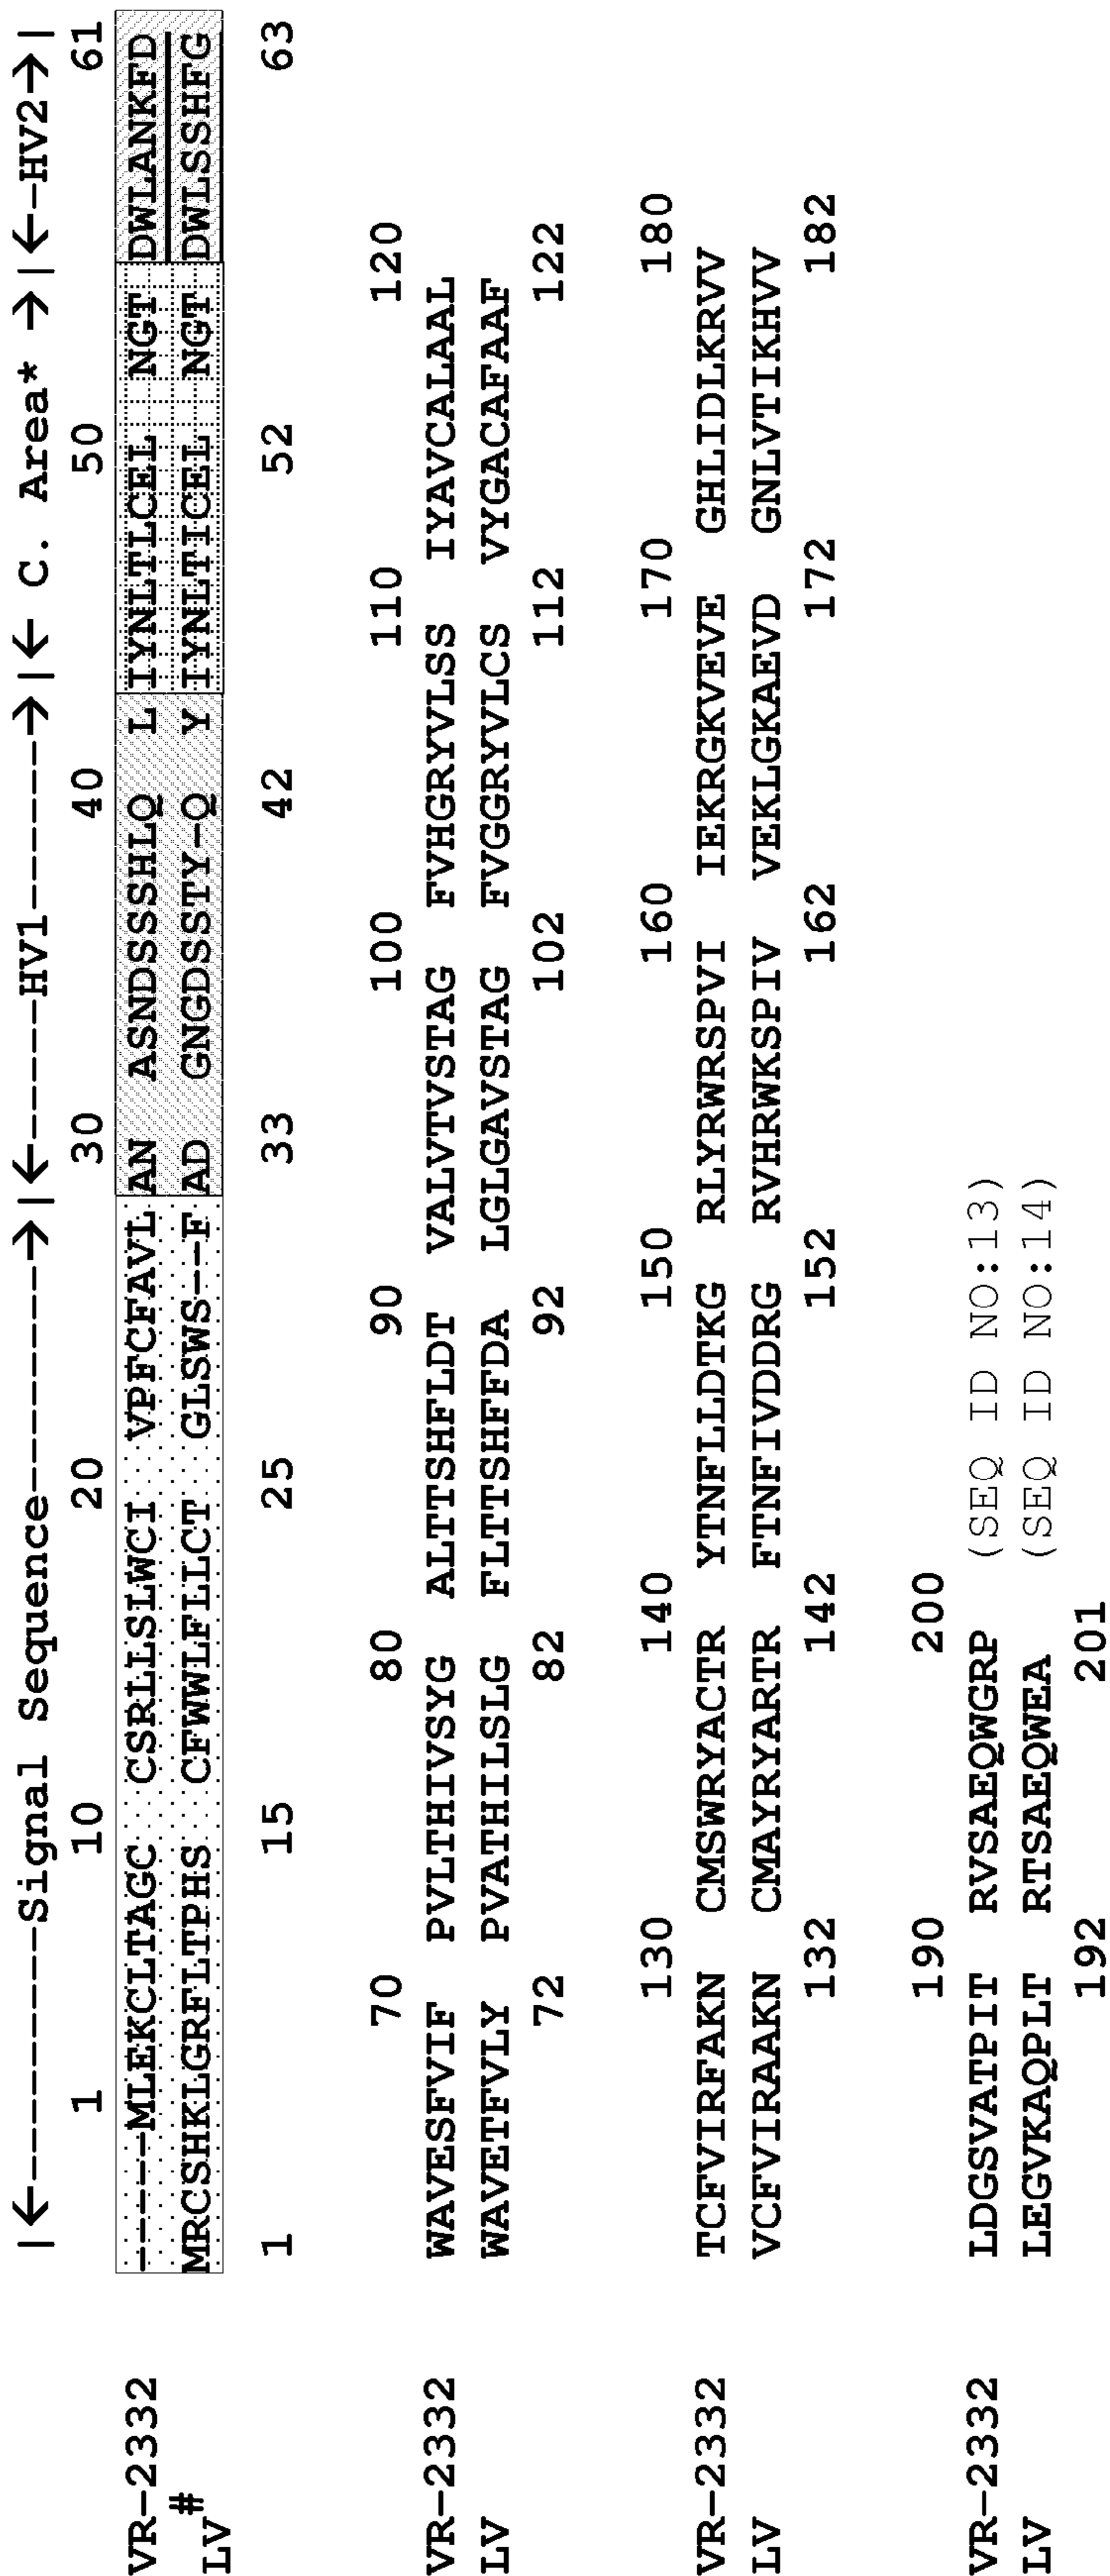 |←-----------Signal Sequence-----------→|←------HV1------→|← C. Area* →|←-HV2→|
1 10 20 30 40 50 61
VR-2332 ----MLEKCLTAGC CSRLLSLWCI VPFCFAVL AN ASNDSSSHLQ L IYNLTLCEL NGT DWLANKFD
LV# MRCSHKLGRFLTPHS CFWWLFLLCT GLSWS--F AD GNGDSSTY-Q Y IYNLTICEL NGT DWLSSHFG
1 15 25 33 42 52 63
70 80 90 100 110 120
VR-2332 WAVESFVIF PVLTHIVSYG ALTTSHFLDT VALVTVSTAG FVHGRYVLSS IYAVCALAAL
LV WAVETFVLY PVATHILSLG FLTTSHFFDA LGLGAVSTAG FVGGRYVLCS VYGACAFAAF
72 82 92 102 112 122
130 140 150 160 170 180
VR-2332 TCFVIRFAKN CMSWRYACTR YTNFLLDTKG RLYRWRSPVI IEKRGKVEVE GHLIDLKRVV
LV VCFVIRAAKN CMAYRYARTR FTNFIVDDRG RVHRWKSPIV VEKLGKAEVD GNLVTIKHVV
132 142 152 162 172 182
190 200
VR-2332 LDGSVATPIT RVSAEQWGRP (SEQ ID NO:13)
LV LEGVKAQPLT RTSAEQWEA (SEQ ID NO:14)
192 201